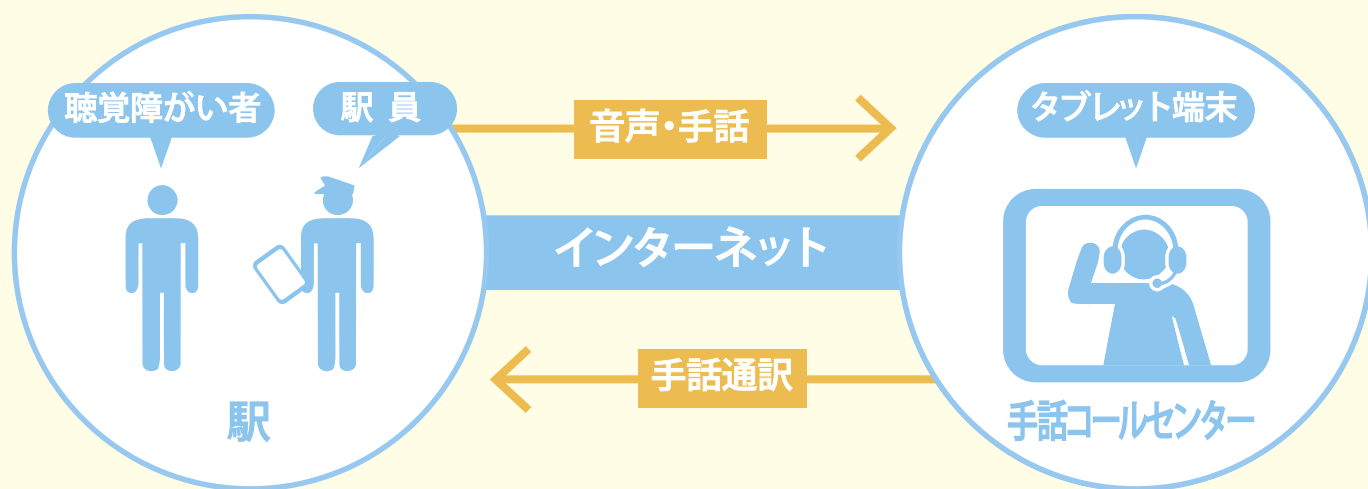 聴覚障がい者
駅員
音声・手話
タブレット端末
インターネット
手話通訳
駅
手話コールセンター